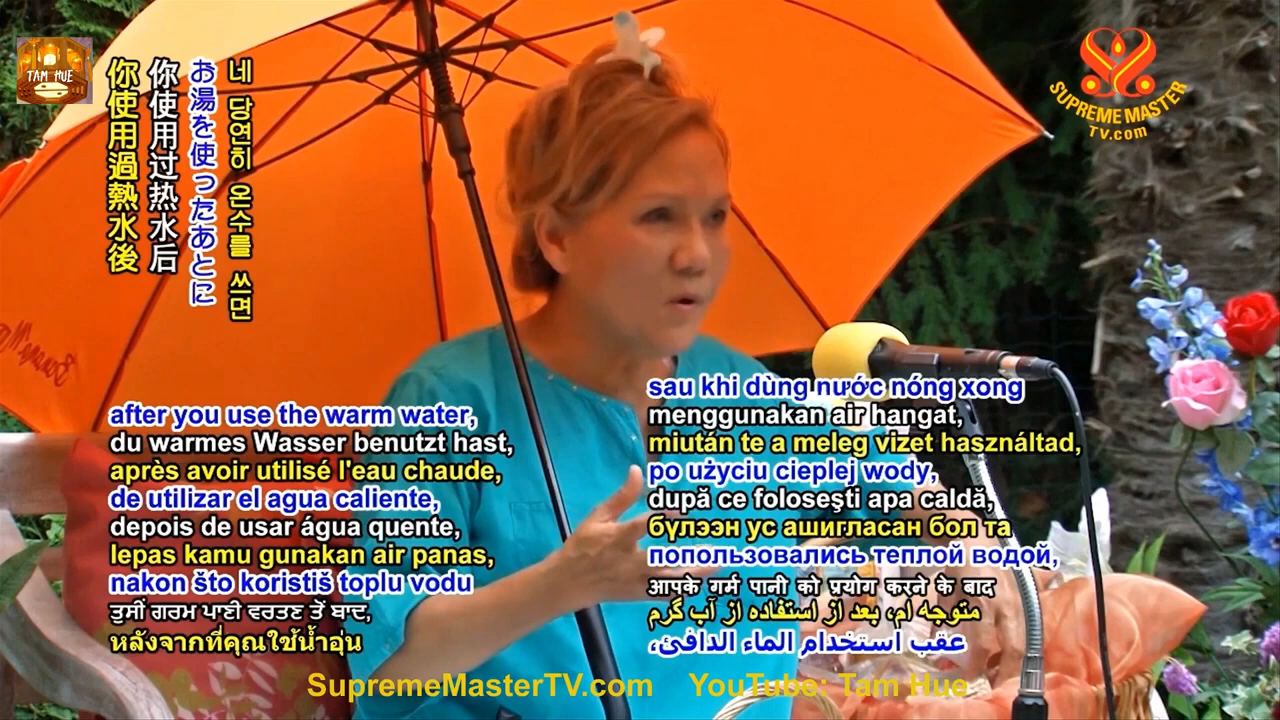 TAM HUE
SUPREME MASTER
TV.com
네 당연히 온수를 쓰면
お湯を使ったあとに
你使用过热水后
你使用過熱水後
after you use the warm water,
du warmes Wasser benutzt hast,
après avoir utilisé l'eau chaude,
de utilizar el agua caliente,
depois de usar água quente,
lepas kamu gunakan air panas,
nakon što koristiš toplu vodu
ਤੁਸੀਂ ਗਰਮ ਪਾਣੀ ਵਰਤਣ ਤੋਂ ਬਾਦ,
หลังจากที่คุณใช้น้ำอุ่น
sau khi dùng nước nóng xong
menggunakan air hangat,
miután te a meleg vizet használtad,
po użyciu cieplej wody,
după ce foloseşti apa caldă,
бүлээн ус ашигласан бол та
попользовались теплой водой,
आपके गर्म पानी को प्रयोग करने के बाद
متوجه ام، بعد از استفاده از آب گرم
عقب استخدام الماء الدافئ،
SupremeMasterTV.com YouTube: Tam Hue